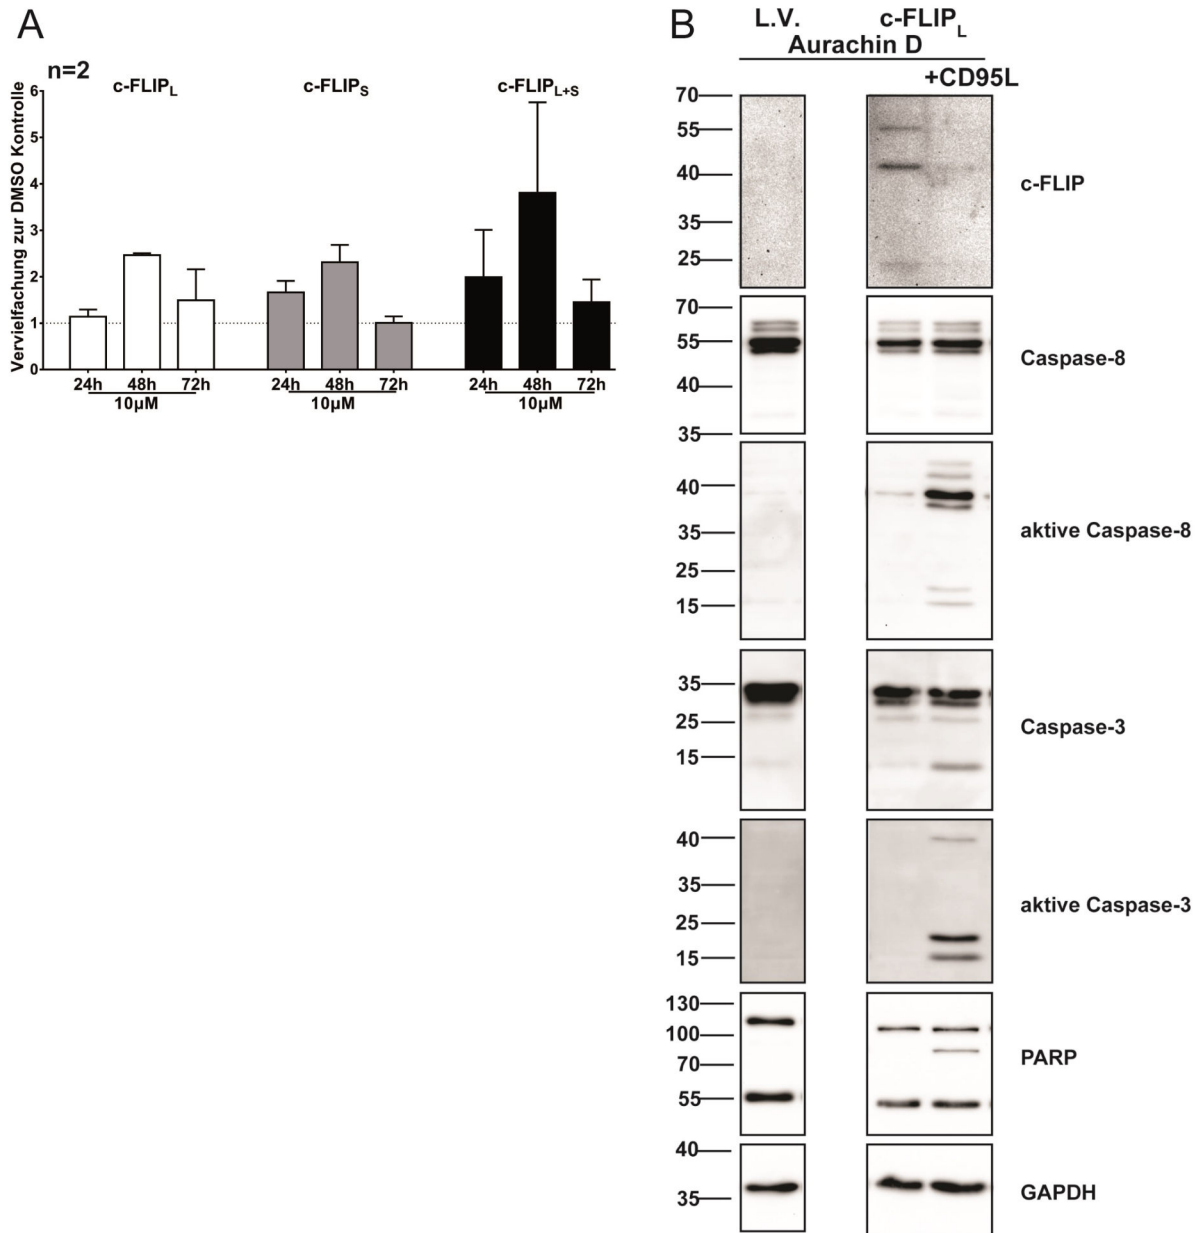 A
n=2
c-FLIPL
c-FLIPS
c-FLIPL+S
Vervielfachung zur DMSO Kontrolle
6
5
4
3
2
1
0
24h 48h 72h
10µM
24h 48h 72h
10µM
24h 48h 72h
10µM
B
L.V. c-FLIPL
Aurachin D
+CD95L
70
55
40
35
25
c-FLIP
70
55
40
35
Caspase-8
40
35
25
15
aktive Caspase-8
35
25
15
Caspase-3
40
35
25
15
aktive Caspase-3
130
100
70
55
PARP
40
35
GAPDH